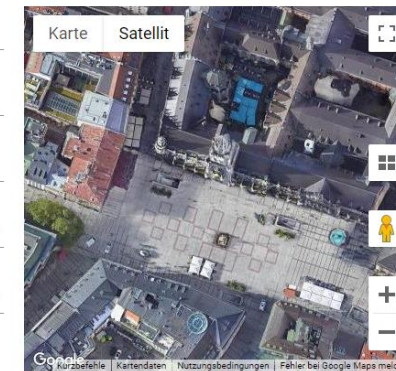 Karte Satellit
Google
Kurzbefehle Kartendaten Nutzungsbedingungen Fehler bei Google Maps meld